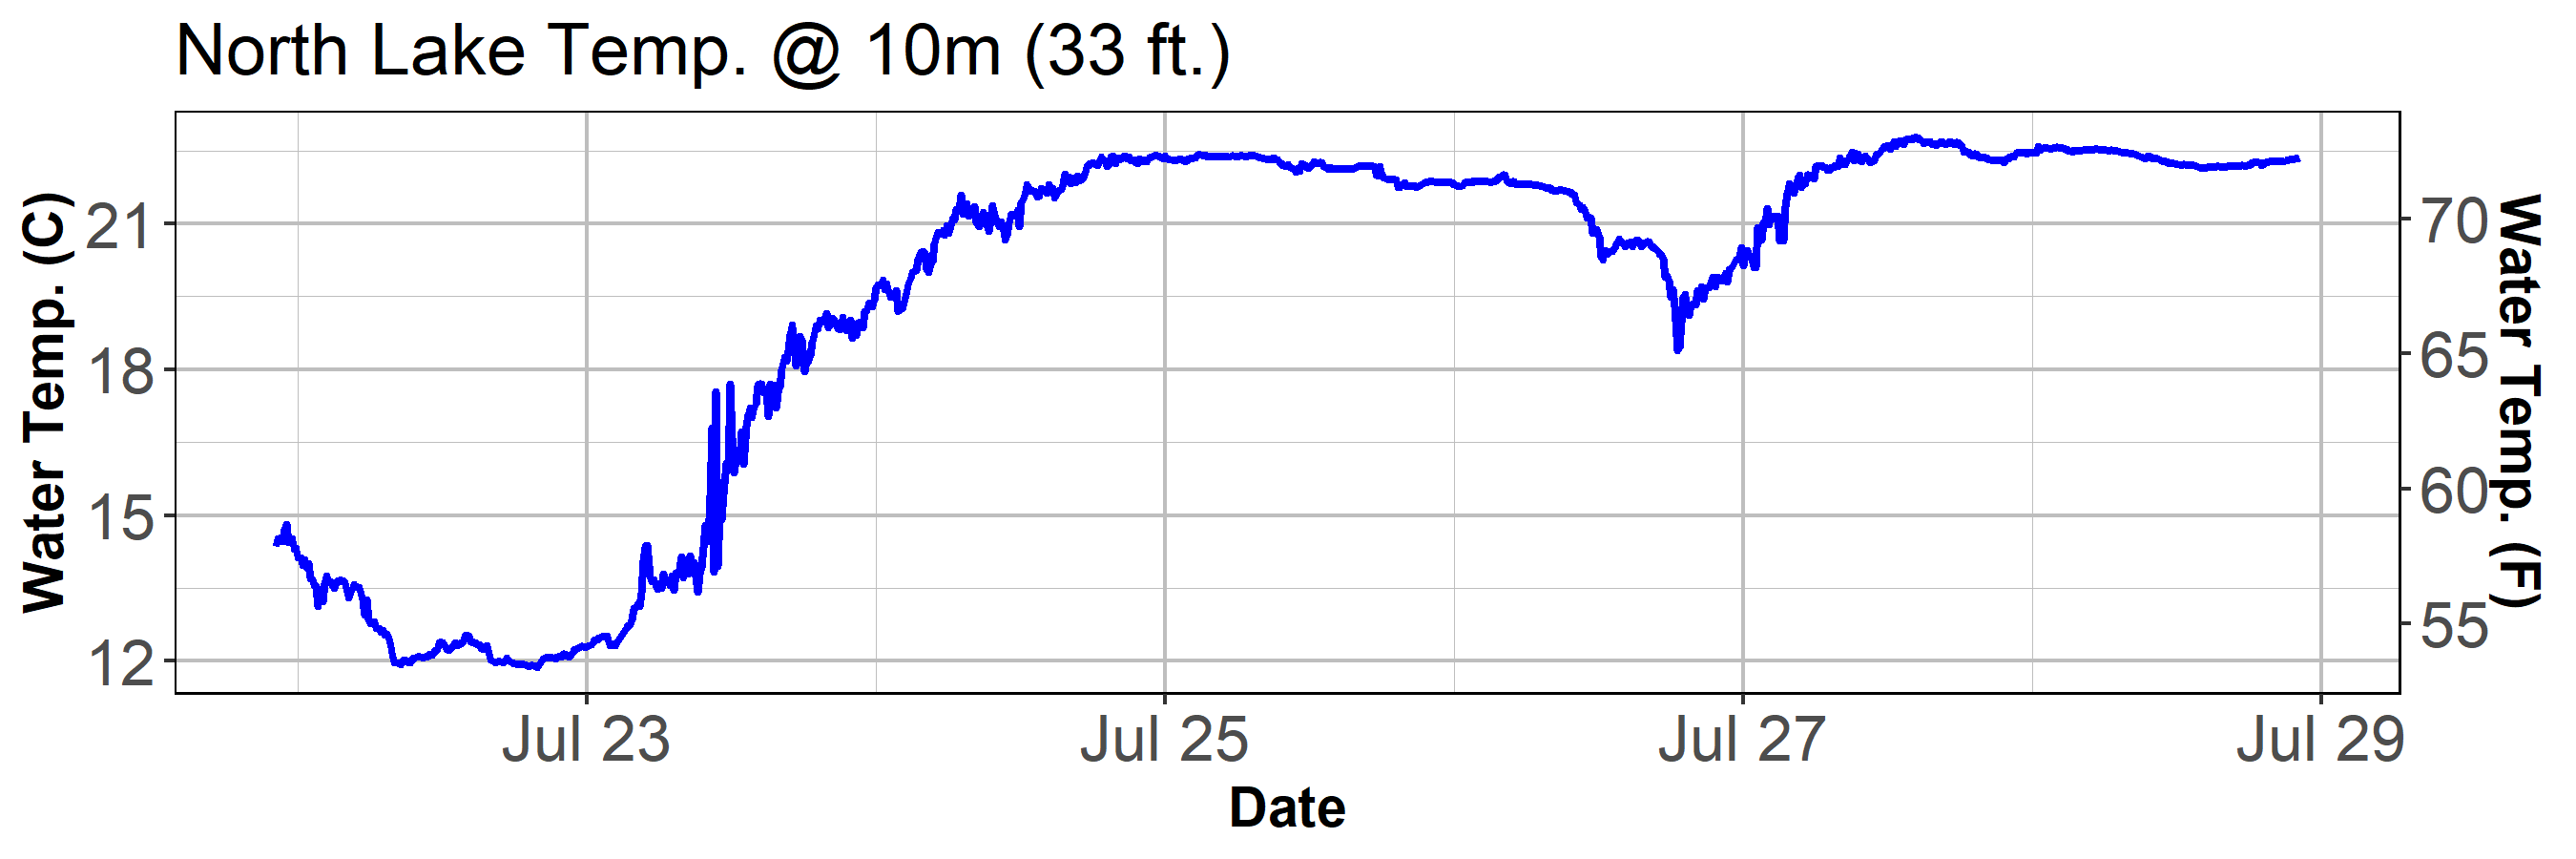 North Lake Temp. @ 10m (33 ft.)
Water Temp. (C)
21
18
15
12
70
65
60
55
Water Temp. (F)
Jul 23 Jul 25 Jul 27 Jul 29
Date